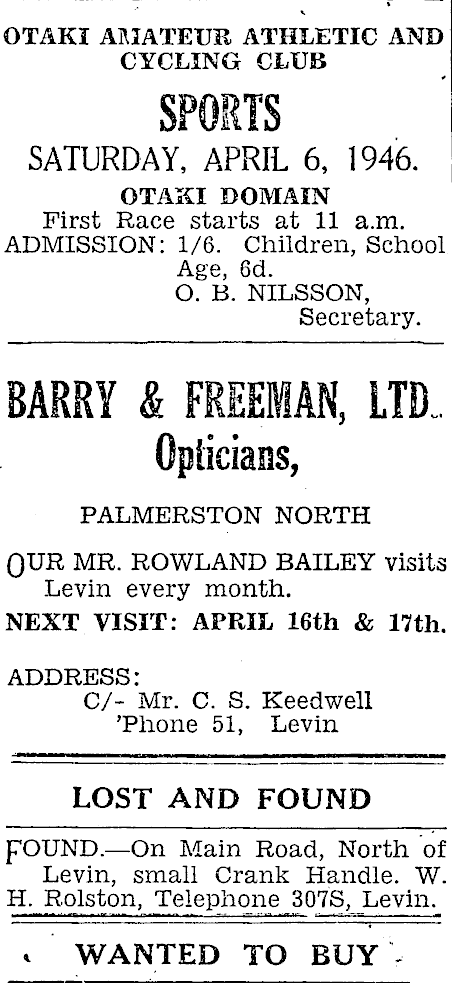 OTAKI AMATEUR ATHLETIC AND
CYCLING CLUB
SPORTS
SATURDAY, APRIL 6, 1946.
OTAKI DOMAIN
First Race starts at 11 a.m.
ADMISSION: 1/6. Children, School
Age, 6d.
O. B. NILSSON,
Secretary.
BARRY & FREEMAN, LTD.
Opticians,
PALMERSTON NORTH
OUR MR. ROWLAND BAILEY visits
Levin every month.
NEXT VISIT: APRIL 16th & 17th.
ADDRESS:
C/- Mr. C. S. Keedwell
'Phone 51, Levin
LOST AND FOUND
FOUND.—On Main Road, North of
Levin, small Crank Handle. W.
H. Rolston, Telephone 307S, Levin.
WANTED TO BUY